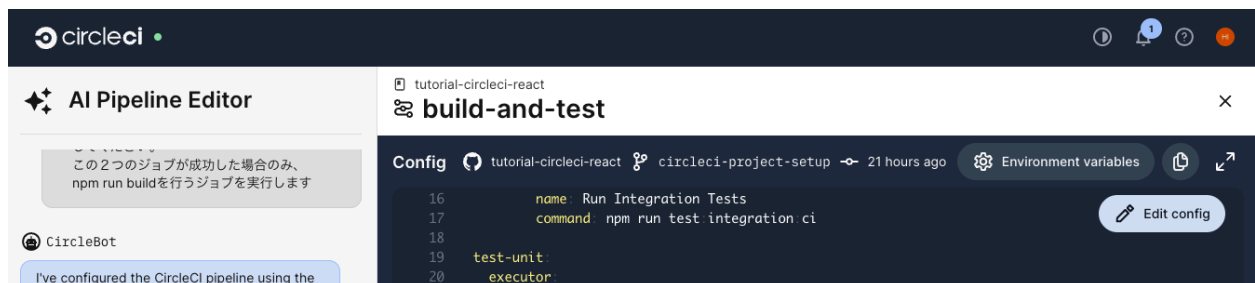 circleci
1
AI Pipeline Editor
この２つのジョブが成功した場合のみ、
npm run buildを行うジョブを実行します
CircleBot
I've configured the CircleCI pipeline using the
tutorial-circleci-react
build-and-test
Config tutorial-circleci-react circleci-project-setup 21 hours ago Environment variables
Edit config
16 name: Run Integration Tests
17 command: npm run test:integration:ci
18
19 test-unit:
20 executor: